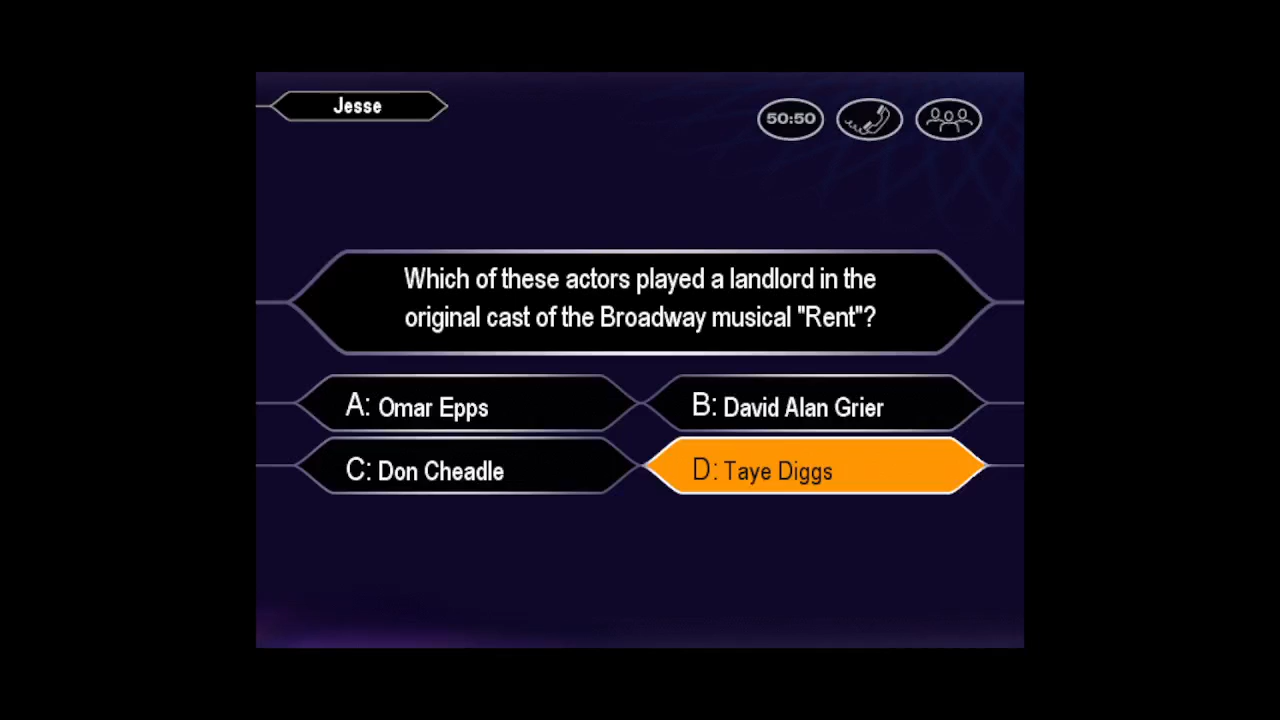 Jesse
50:50
Which of these actors played a landlord in the
original cast of the Broadway musical "Rent"?
A: Omar Epps
B: David Alan Grier
C: Don Cheadle
D: Taye Diggs